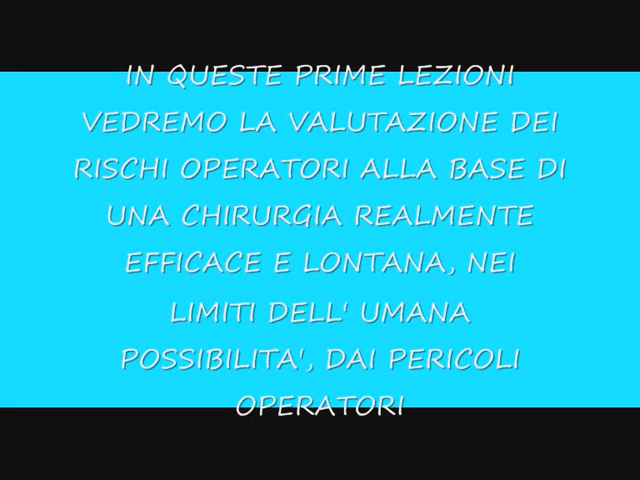 IN QUESTE PRIME LEZIONI
VEDREMO LA VALUTAZIONE DEI
RISCHI OPERATORI ALLA BASE DI
UNA CHIRURGIA REALMENTE
EFFICACE E LONTANA, NEI
LIMITI DELL' UMANA
POSSIBILITA', DAI PERICOLI
OPERATORI